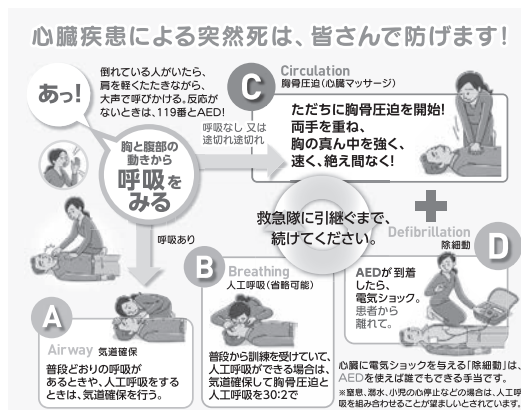 心臓疾患による突然死は、皆さんで防げます!
あっ!
倒れている人がいたら、
肩を軽くたたきながら、
大声で呼びかける。反応が
ないときは、119番とAED!
胸と腹部の
動きから
呼吸を
みる
呼吸なし 又は
途切れ途切れ
C
Circulation
胸骨圧迫(心臓マッサージ)
ただちに胸骨圧迫を開始!
両手を重ね、
胸の真ん中を強く、
速く、絶え間なく!
呼吸あり
救急隊に引継ぐまで、
続けてください。
A
Airway 気道確保
普段どおりの呼吸が
あるときや、人工呼吸をする
ときは、気道確保を行う。
B
Breathing
人工呼吸(省略可能)
普段から訓練を受けていて、
人工呼吸ができる場合は、
気道確保して胸骨圧迫と
人工呼吸を30:2で
Defibrillation
除細動
D
AEDが到着
したら、
電気ショック。
患者から
離れて。
心臓に電気ショックを与える「除細動」は、
AEDを使えば誰でもできる手当です。
※窒息、溺水、小児の心停止などの場合は、人工呼
吸を組み合わせることが望ましいとされています。